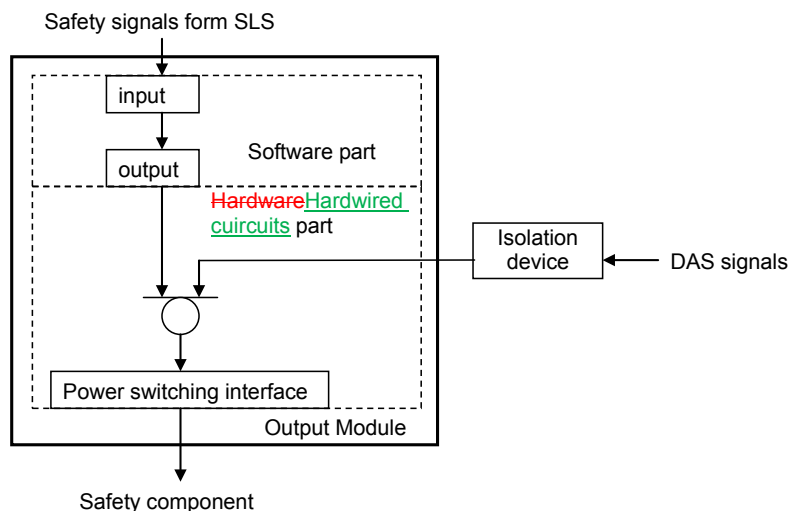 Safety signals form SLS
input
output
Software part
HardwareHardwired
cuircuits part
Isolation
device
DAS signals
Power switching interface
Output Module
Safety component